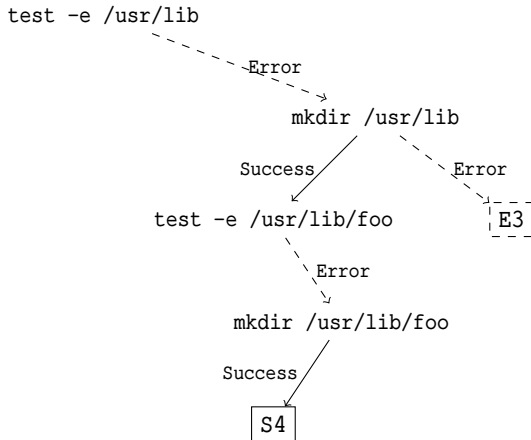 test -e /usr/lib
Error
mkdir /usr/lib
Success
Error
test -e /usr/lib/foo
E3
Error
mkdir /usr/lib/foo
Success
S4